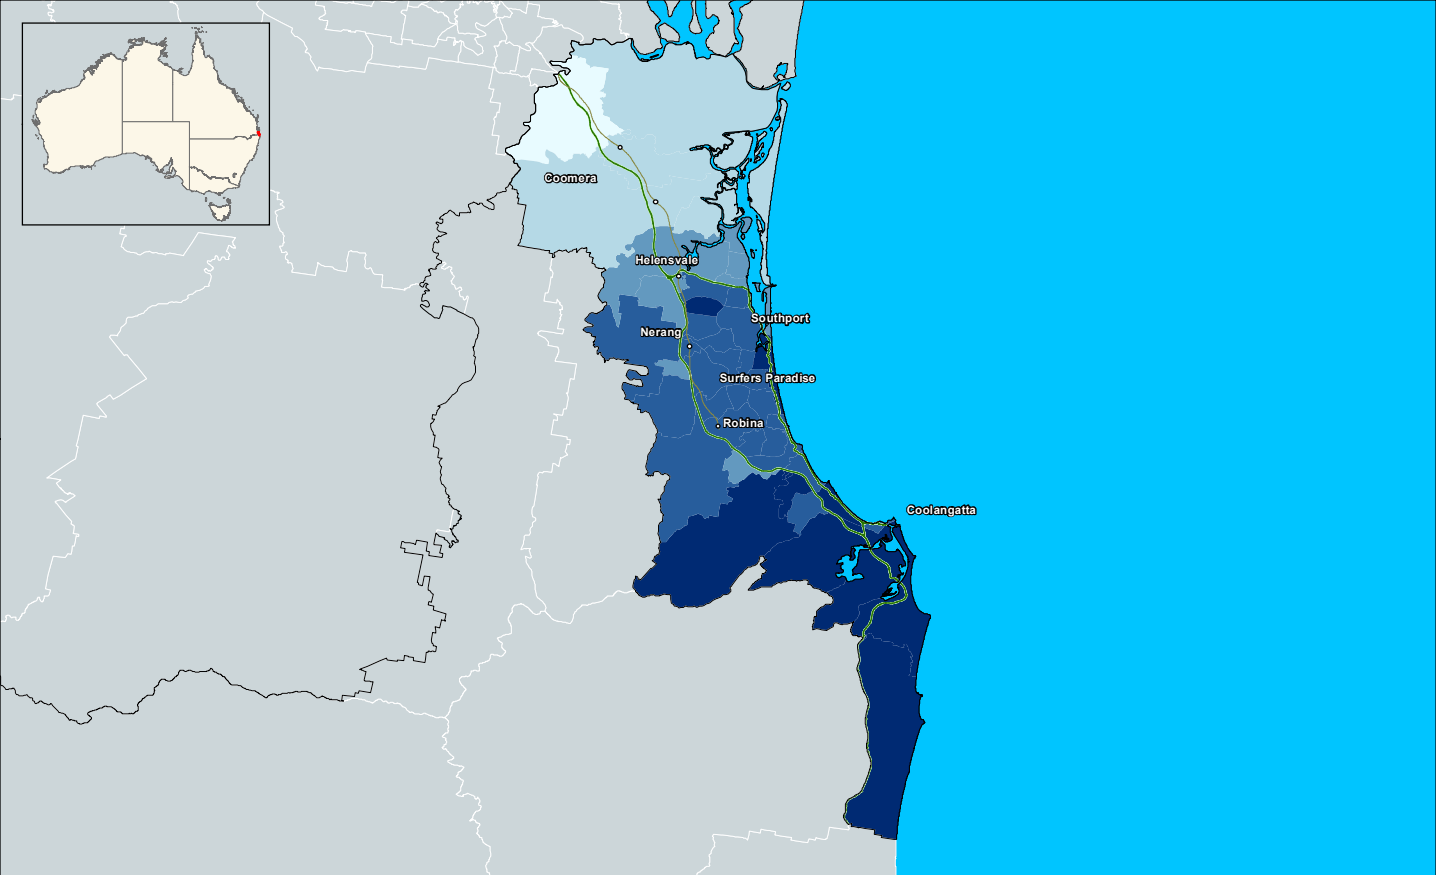 Coomera
Helensvale
Southport
Nerang
Surfers Paradise
Robina
Coolangatta